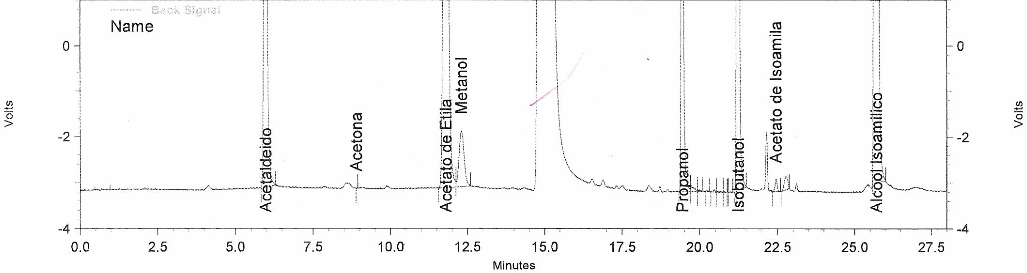 Back Signal
Name
Volts
0
-2
-4
0
-2
-4
Volts
Acetaldeido
Acetona
Acetato de Etila
Metanol
Propanol
Isobutanol
Acetato de Isoamila
Alcool Isoamilico
0.0 2.5 5.0 7.5 10.0 12.5 15.0 17.5 20.0 22.5 25.0 27.5
Minutes